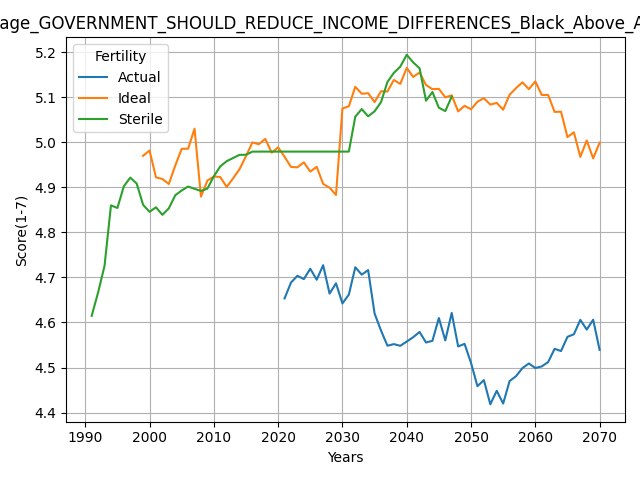 age_GOVERNMENT_SHOULD_REDUCE_INCOME_DIFFERENCES_Black_Above_A
Fertility
Actual
Ideal
Sterile
Score(1-7)
5.2
5.1
5.0
4.9
4.8
4.7
4.6
4.5
4.4
1990 2000 2010 2020 2030 2040 2050 2060 2070
Years